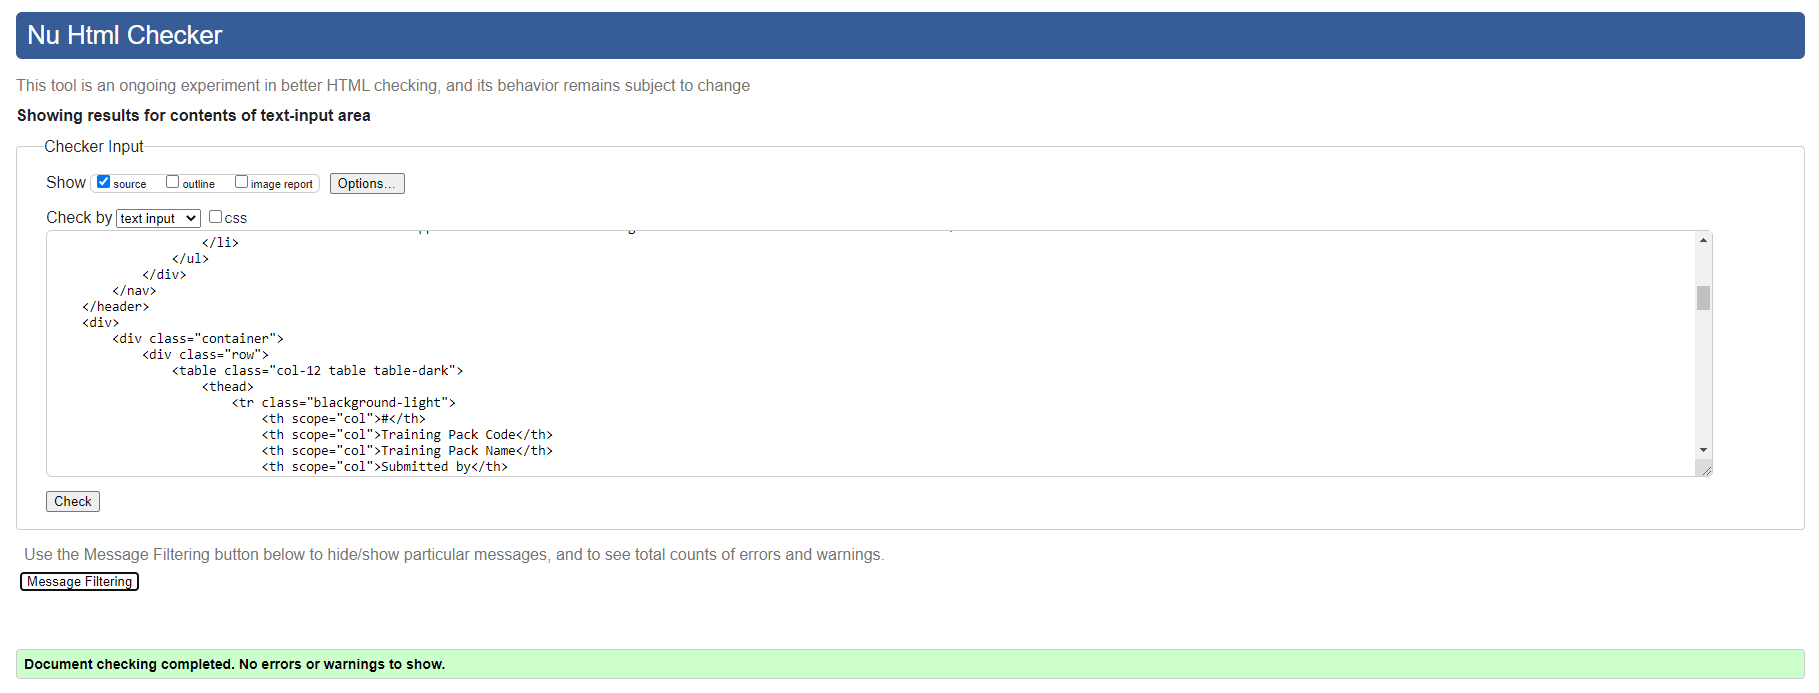 Nu Html Checker
This tool is an ongoing experiment in better HTML checking, and its behavior remains subject to change
Showing results for contents of text-input area
Checker Input
Show source outline image report Options...
Check by text input css
</li>
</ul>
</div>
</nav>
</header>
<div>
<div class="container">
<div class="row">
<table class="col-12 table table-dark">
<thead>
<tr class="blackground-light">
<th scope="col">#</th>
<th scope="col">Training Pack Code</th>
<th scope="col">Training Pack Name</th>
<th scope="col">Submitted by</th>
Check
Use the Message Filtering button below to hide/show particular messages, and to see total counts of errors and warnings.
Message Filtering
Document checking completed. No errors or warnings to show.